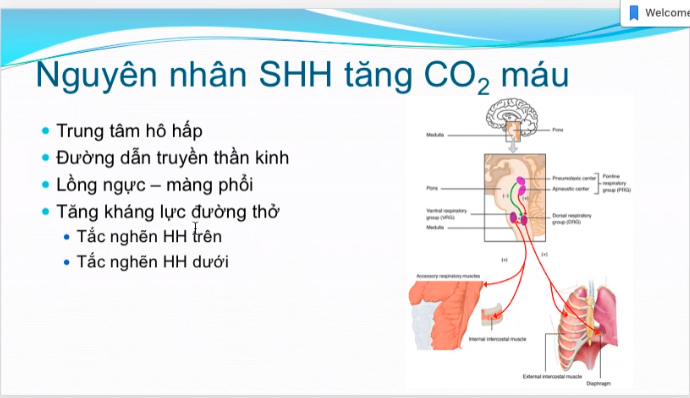 Welcome
Nguyên nhân SHH tăng CO₂ máu
Trung tâm hô hấp
Đường dẫn truyền thần kinh
Lồng ngực – màng phổi
Tăng kháng lực đường thở
Tắc nghẽn HH trên
Tắc nghẽn HH dưới
Medulla
Pons
Pons
Pneumotaxic center
Apneustic center
Pontine
respiratory
group (PRG)
(-)
(+)
Ventral respiratory
group (VRG)
Medulla
Dorsal respiratory
group (DRG)
(+)
(+)
Accessory respiratory muscles
Internal intercostal muscle
External intercostal muscle
Diaphragm